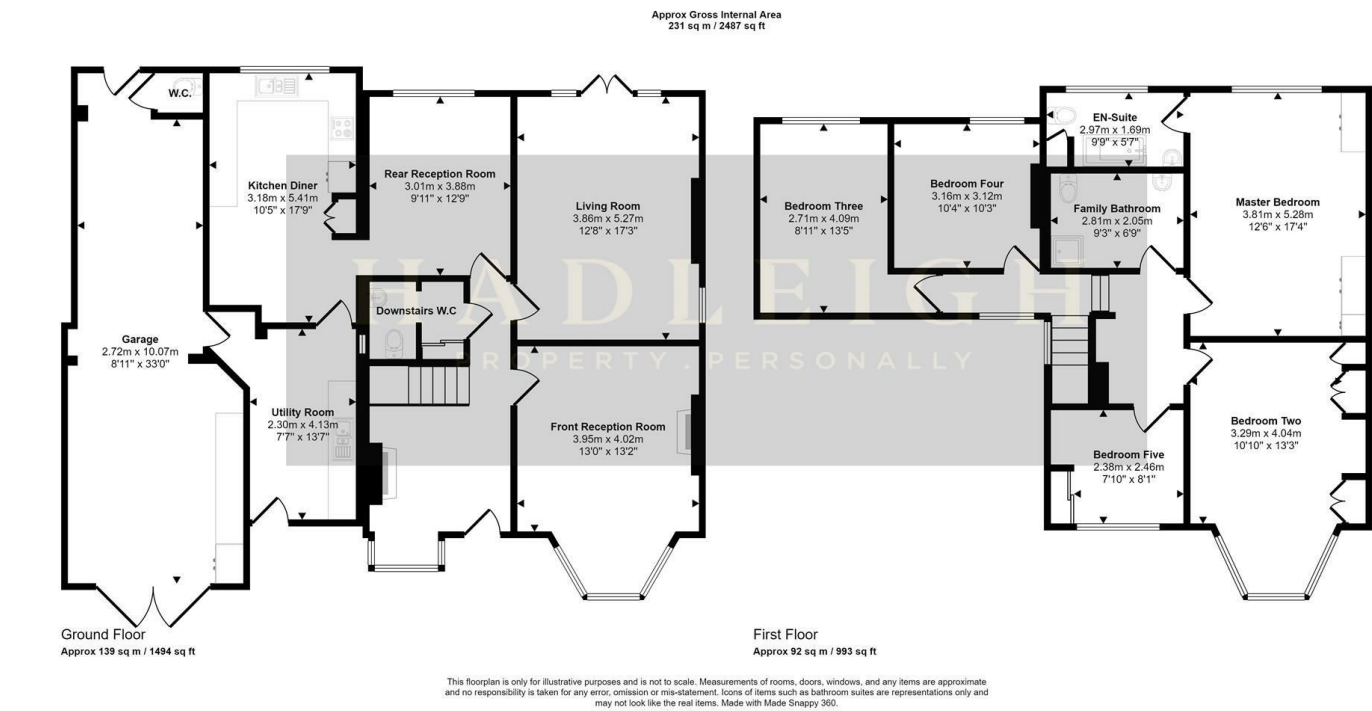 Approx Gross Internal Area
231 sq m / 2487 sq ft
W.C.
Kitchen Diner
3.18m x 5.41m
10'5" x 17'9"
Rear Reception Room
3.01m x 3.88m
9'11" x 12'9"
Living Room
3.86m x 5.27m
12'8" x 17'3"
Downstairs W.C
Garage
2.72m x 10.07m
8'11" x 33'0"
Utility Room
2.30m x 4.13m
7'7" x 13'7"
Front Reception Room
3.95m x 4.02m
13'0" x 13'2"
Ground Floor
Approx 139 sq m / 1494 sq ft
EN-Suite
2.97m x 1.69m
9'9" x 5'7"
Bedroom Three
2.71m x 4.09m
8'11" x 13'5"
Bedroom Four
3.16m x 3.12m
10'4" x 10'3"
Family Bathroom
2.81m x 2.05m
9'3" x 6'9"
Master Bedroom
3.81m x 5.28m
12'6" x 17'4"
Bedroom Two
3.29m x 4.04m
10'10" x 13'3"
Bedroom Five
2.38m x 2.46m
7'10" x 8'1"
First Floor
Approx 92 sq m / 993 sq ft
HADLEIGH
PROPERTY. PERSONALLY
This floorplan is only for illustrative purposes and is not to scale. Measurements of rooms, doors, windows, and any items are approximate
and no responsibility is taken for any error, omission or mis-statement. Icons of items such as bathroom suites are representations only and
may not look like the real items. Made with Made Snappy 360.